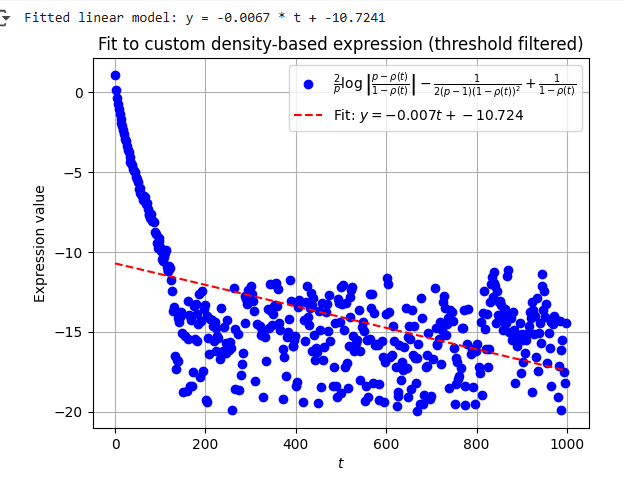 Fitted linear model: y = -0.0067 * t + -10.7241
Fit to custom density-based expression (threshold filtered)
2/p log |p−ρ(t)/1−ρ(t)| − 1/2(p−1)(1−ρ(t))² + 1/1−ρ(t)
Fit: y = −0.007t + −10.724
0
−5
−10
−15
−20
Expression value
0 200 400 600 800 1000
t